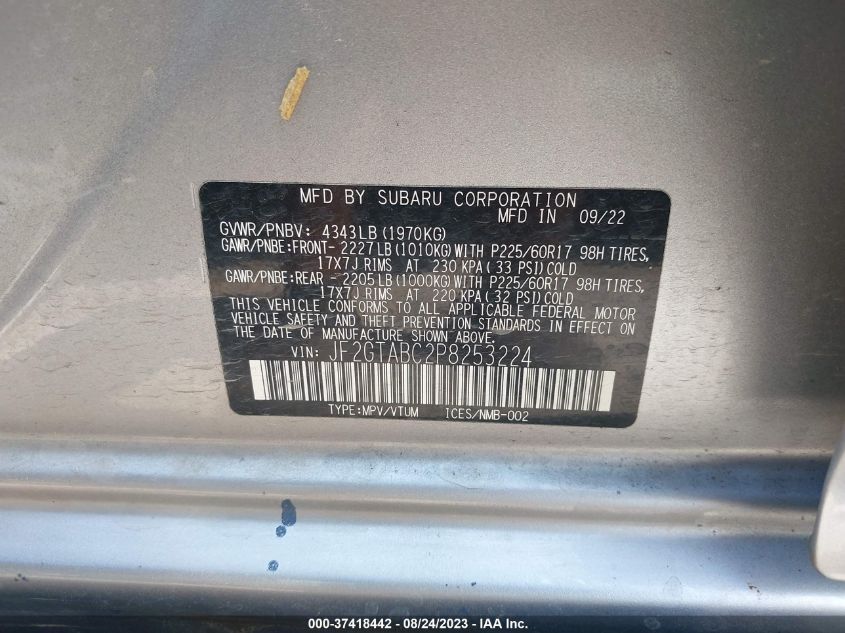 MFD BY SUBARU CORPORATION
MFD IN 09/22
GVWR/PNBV: 4343LB (1970KG)
GAWR/PNBE:FRONT- 2227LB(1010KG)WITH P225/60R17 98H TIRES,
17X7J RIMS AT 230 KPA( 33 PSI)COLD
GAWR/PNBE:REAR - 2205LB(1000KG)WITH P225/60R17 98H TIRES,
17X7J RIMS AT 220 KPA( 32 PSI)COLD
THIS VEHICLE CONFORMS TO ALL APPLICABLE FEDERAL MOTOR
VEHICLE SAFETY AND THEFT PREVENTION STANDARDS IN EFFECT ON
THE DATE OF MANUFACTURE SHOWN ABOVE.
VIN: JF2GTABC2P8253224
TYPE:MPV/VTUM ICES/NMB-002
000-37418442 - 08/24/2023 - IAA Inc.